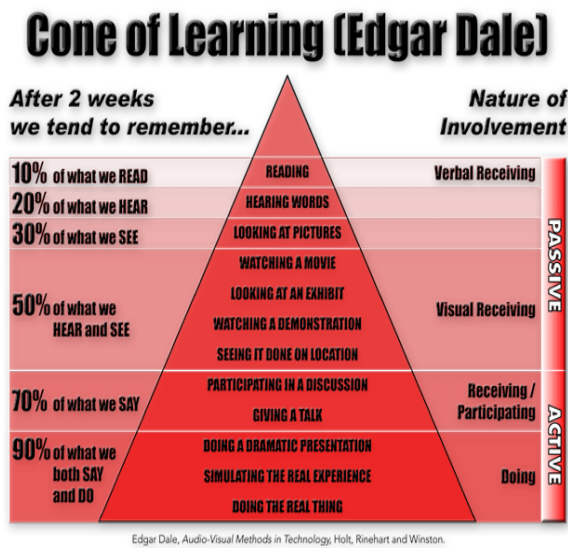 Cone of Learning (Edgar Dale)
After 2 weeks
we tend to remember...
Nature of
Involvement
10% of what we READ
READING
Verbal Receiving
20% of what we HEAR
HEARING WORDS
30% of what we SEE
LOOKING AT PICTURES
50% of what we
HEAR and SEE
WATCHING A MOVIE
LOOKING AT AN EXHIBIT
WATCHING A DEMONSTRATION
SEEING IT DONE ON LOCATION
Visual Receiving
PASSIVE
70% of what we SAY
PARTICIPATING IN A DISCUSSION
GIVING A TALK
Receiving /
Participating
90% of what we
both SAY
and DO
DOING A DRAMATIC PRESENTATION
SIMULATING THE REAL EXPERIENCE
DOING THE REAL THING
Doing
ACTIVE
Edgar Dale, Audio-Visual Methods in Technology, Holt, Rinehart and Winston.